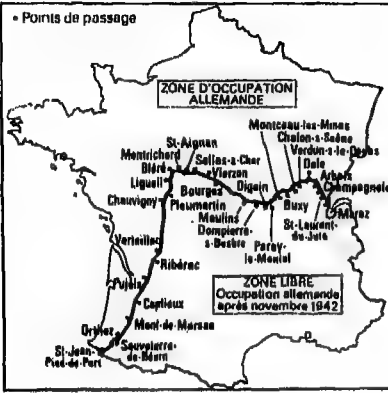 • Points de passage
ZONE D'OCCUPATION
ALLEMANDE
St-Aignan
Montrichard
Bléré
Ligueil
Chauvigny
Selles-s-Cher
Vierzon
Bourges
Pleumartin
Digoin
Moulins
Dompierre-
s-Besbre
Montceau-les-Mines
Chalon-s-Saône
Verdun-s-le-Doubs
Dole
Arbois
Champagnole
Buxy
St-Laurent-
du-Jura
Paray-
le-Monial
Verteillac
Ribérac
Pujols
Captieux
Mont-de-Marsan
Orthez
Sauveterre-
de-Béarn
St-Jean-
Pied-de-Port
ZONE LIBRE
Occupation allemande
après novembre 1942